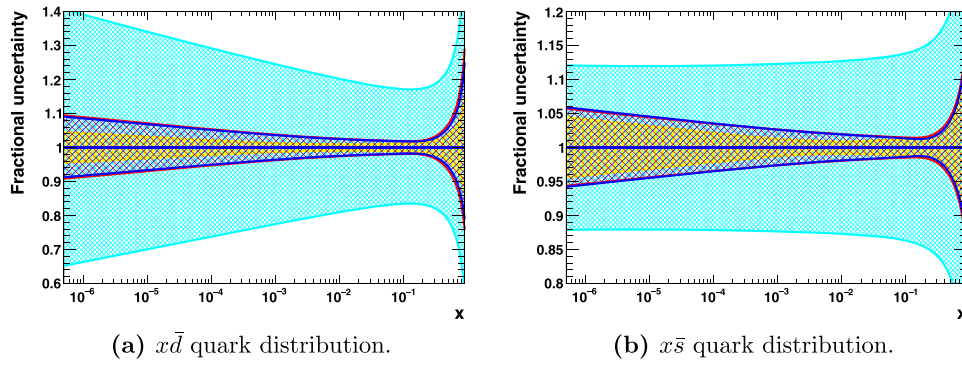 Fractional uncertainty
1.4
1.3
1.2
1.1
1
0.9
0.8
0.7
0.6
10⁻⁶ 10⁻⁵ 10⁻⁴ 10⁻³ 10⁻² 10⁻¹
x
(a) xd̄ quark distribution.
Fractional uncertainty
1.2
1.15
1.1
1.05
1
0.95
0.9
0.85
0.8
10⁻⁶ 10⁻⁵ 10⁻⁴ 10⁻³ 10⁻² 10⁻¹
x
(b) xs̄ quark distribution.